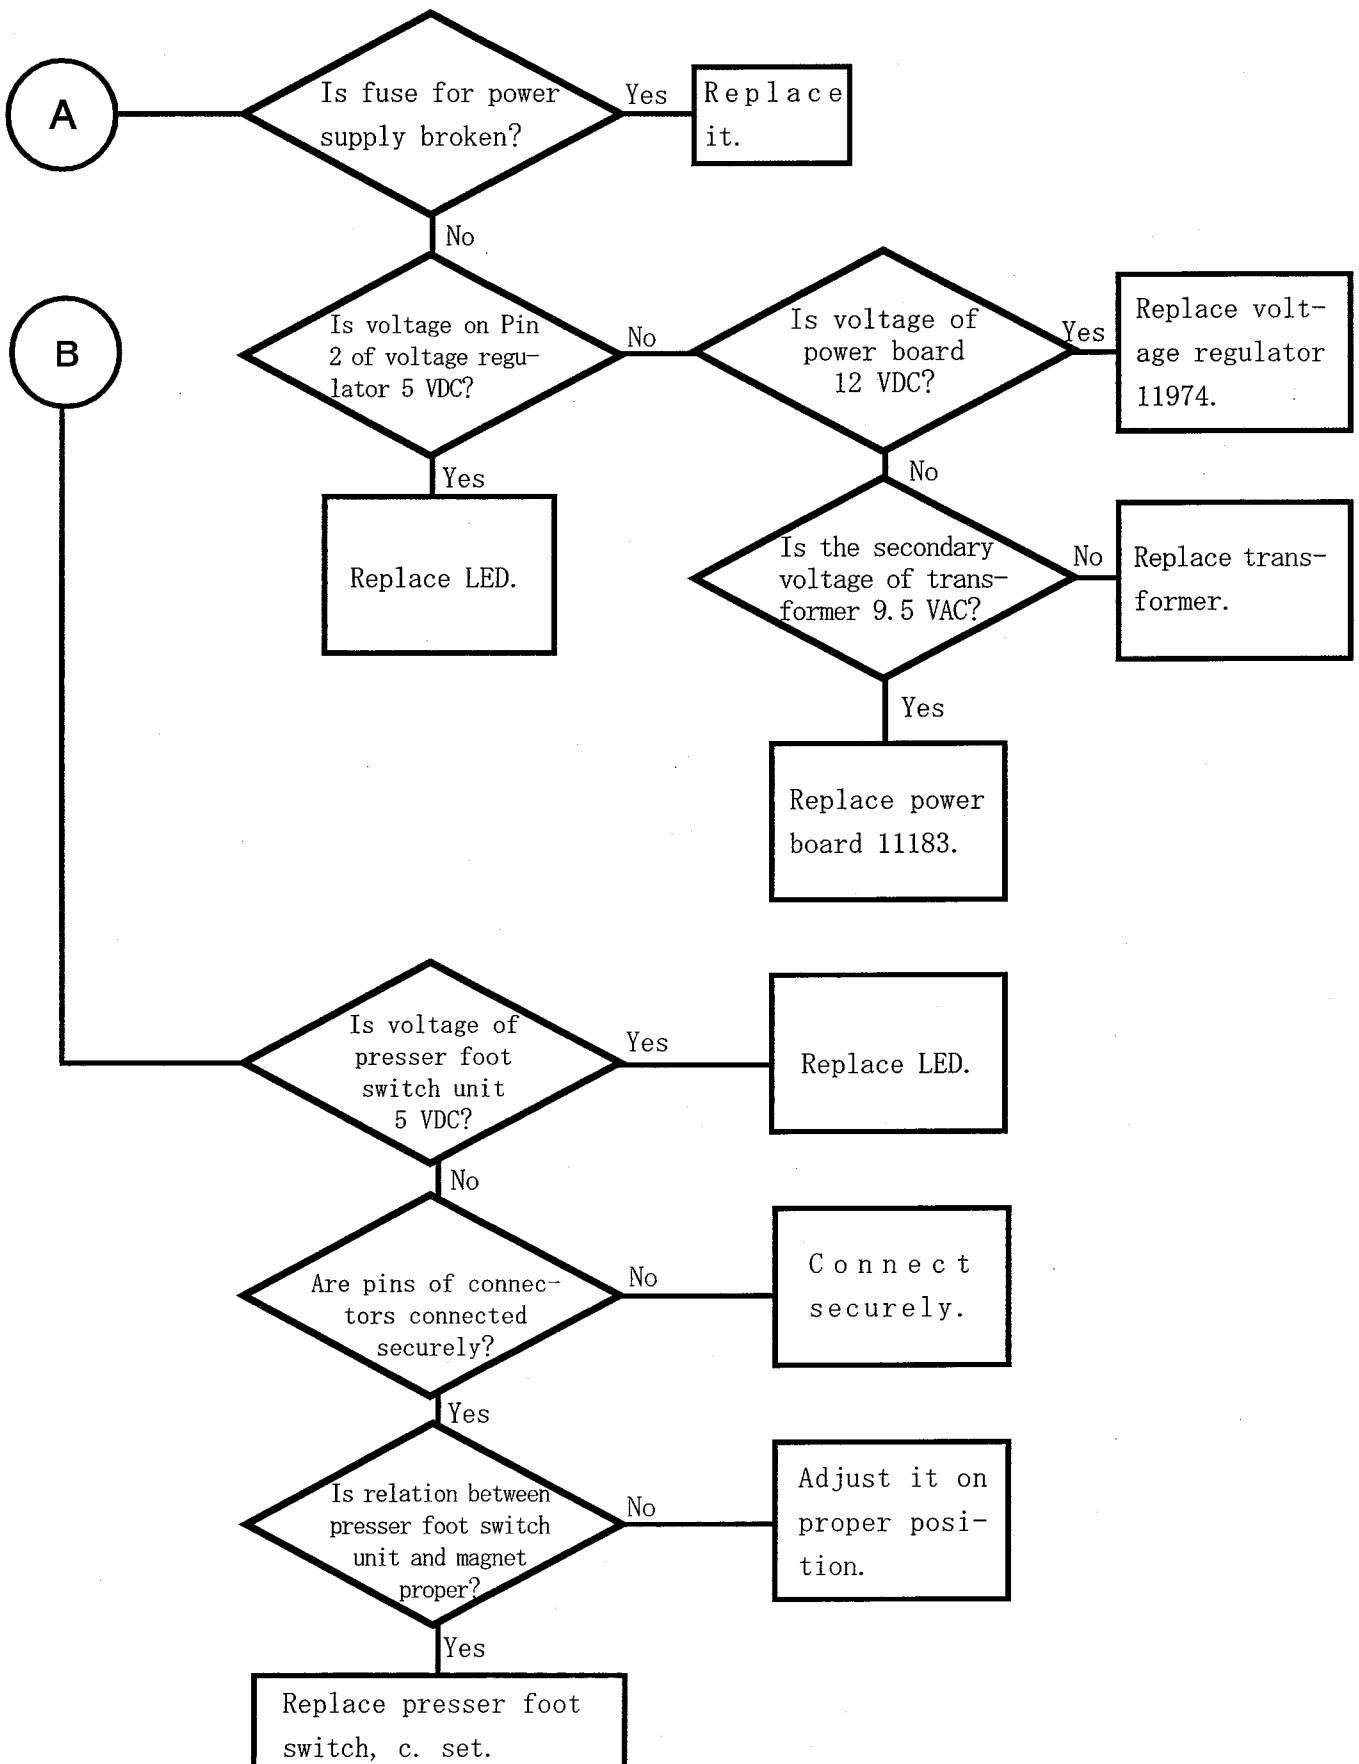 A
Is fuse for power
supply broken?
Yes
Replace
it.
No
B
Is voltage on Pin
2 of voltage regu-
lator 5 VDC?
No
Is voltage of
power board
12 VDC?
Yes
Replace volt-
age regulator
11974.
Yes
Replace LED.
No
Is the secondary
voltage of trans-
former 9.5 VAC?
No
Replace trans-
former.
Yes
Replace power
board 11183.
Is voltage of
presser foot
switch unit
5 VDC?
Yes
Replace LED.
No
Are pins of connec-
tors connected
securely?
No
Connect
securely.
Yes
Is relation between
presser foot switch
unit and magnet
proper?
No
Adjust it on
proper posi-
tion.
Yes
Replace presser foot
switch, c. set.